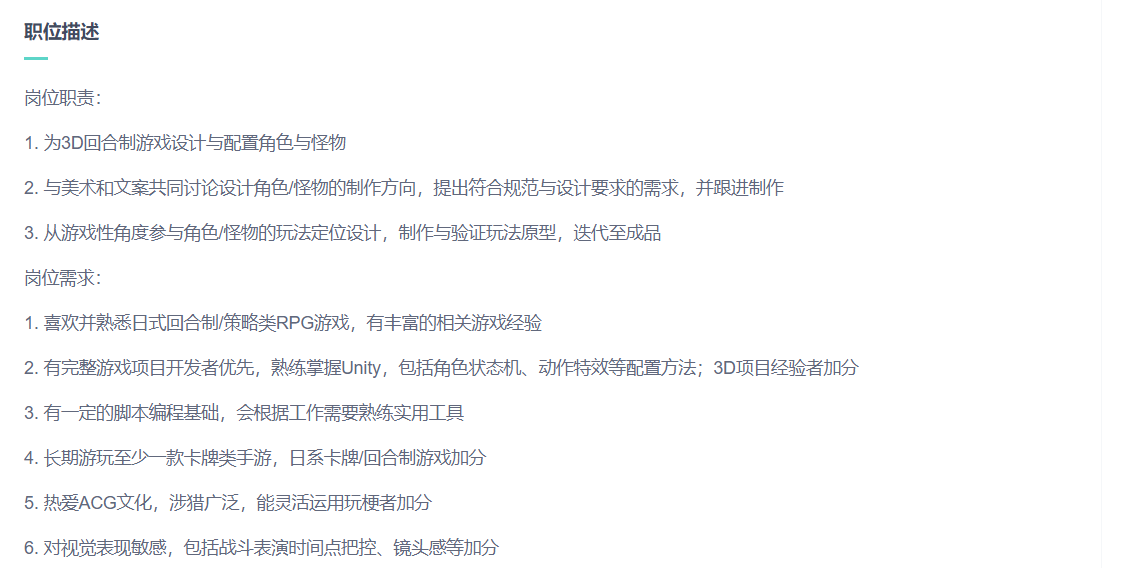 职位描述
岗位职责：
1. 为3D回合制游戏设计与配置角色与怪物
2. 与美术和文案共同讨论设计角色/怪物的制作方向，提出符合规范与设计要求的需求，并跟进制作
3. 从游戏性角度参与角色/怪物的玩法定位设计，制作与验证玩法原型，迭代至成品
岗位需求：
1. 喜欢并熟悉日式回合制/策略类RPG游戏，有丰富的相关游戏经验
2. 有完整游戏项目开发者优先，熟练掌握Unity，包括角色状态机、动作特效等配置方法；3D项目经验者加分
3. 有一定的脚本编程基础，会根据工作需要熟练实用工具
4. 长期游玩至少一款卡牌类手游，日系卡牌/回合制游戏加分
5. 热爱ACG文化，涉猎广泛，能灵活运用玩梗者加分
6. 对视觉表现敏感，包括战斗表演时间点把控、镜头感等加分